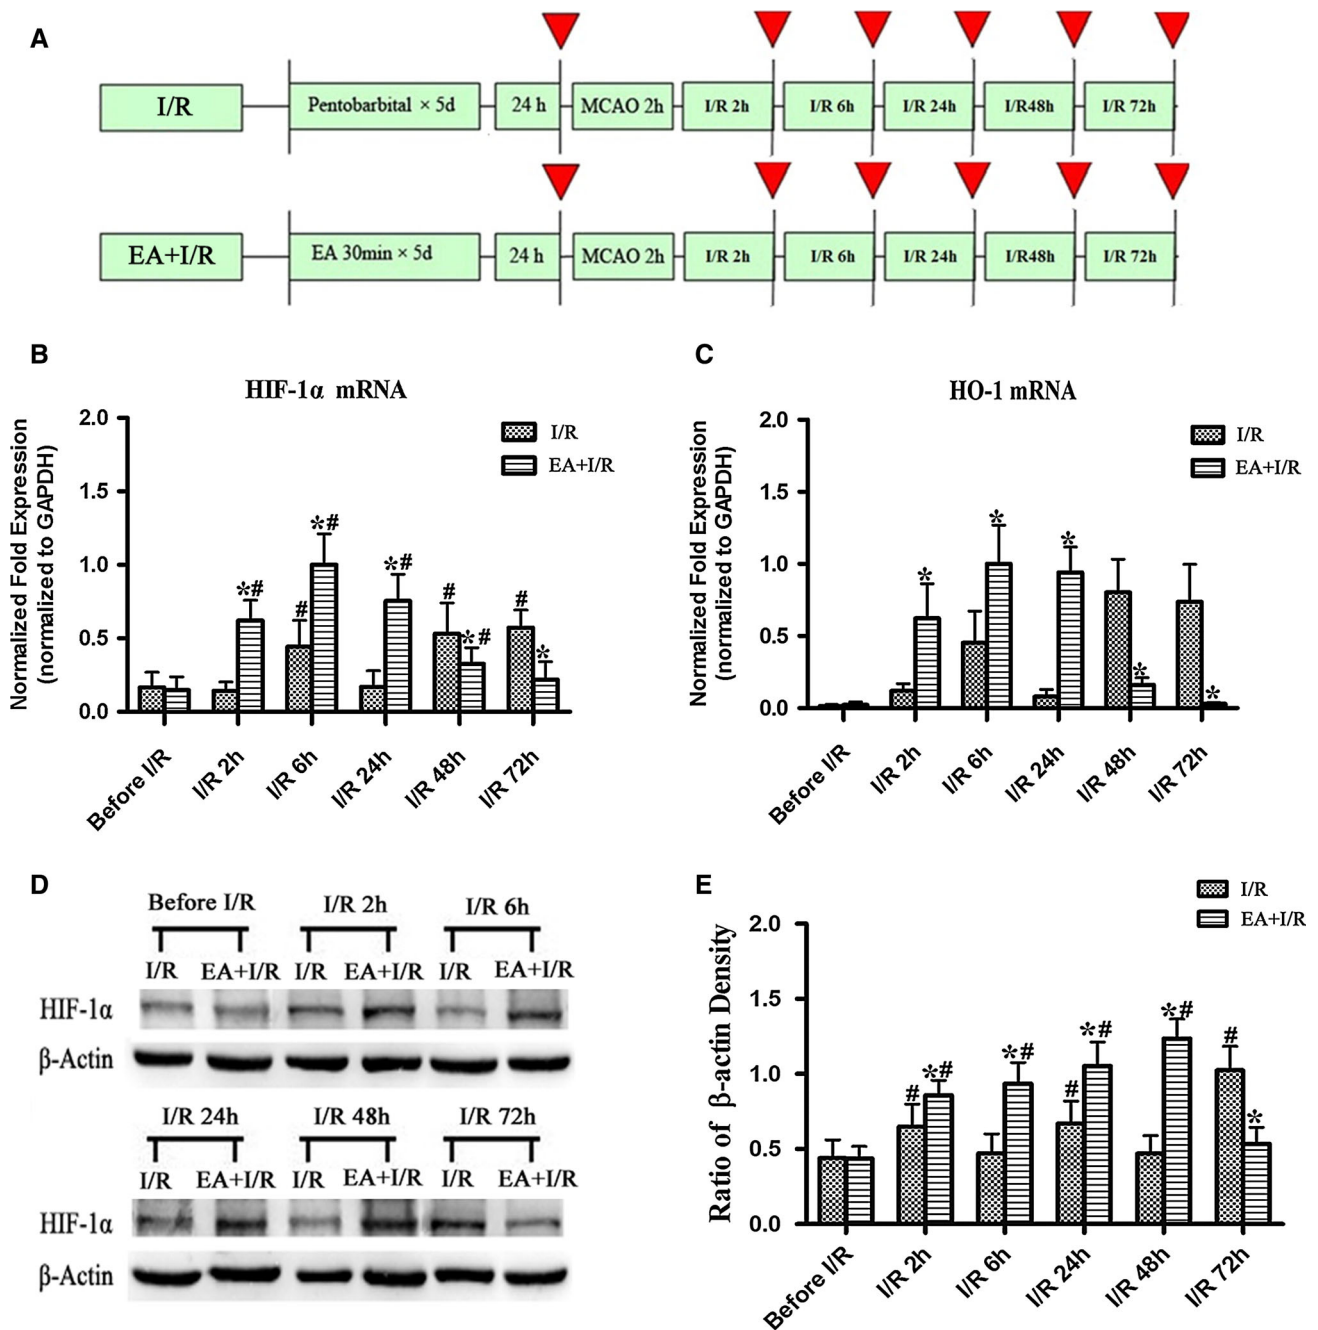 A
I/R
Pentobarbital × 5d
24 h
MCAO 2h
I/R 2h
I/R 6h
I/R 24h
I/R48h
I/R 72h
EA+I/R
EA 30min × 5d
24 h
MCAO 2h
I/R 2h
I/R 6h
I/R 24h
I/R48h
I/R 72h
B
HIF-1α mRNA
Normalized Fold Expression
(normalized to GAPDH)
2.0
1.5
1.0
0.5
0.0
I/R
EA+I/R
*#
#
*#
*#
#
*#
#
*
Before I/R
I/R 2h
I/R 6h
I/R 24h
I/R 48h
I/R 72h
C
HO-1 mRNA
Normalized Fold Expression
(normalized to GAPDH)
2.0
1.5
1.0
0.5
0.0
I/R
EA+I/R
*
*
*
*
*
Before I/R
I/R 2h
I/R 6h
I/R 24h
I/R 48h
I/R 72h
D
Before I/R
I/R 2h
I/R 6h
I/R EA+I/R I/R EA+I/R I/R EA+I/R
HIF-1α
β-Actin
I/R 24h
I/R 48h
I/R 72h
I/R EA+I/R I/R EA+I/R I/R EA+I/R
HIF-1α
β-Actin
E
Ratio of β-actin Density
2.0
1.5
1.0
0.5
0.0
I/R
EA+I/R
#
*#
*#
#
*#
*#
#
*
Before I/R
I/R 2h
I/R 6h
I/R 24h
I/R 48h
I/R 72h